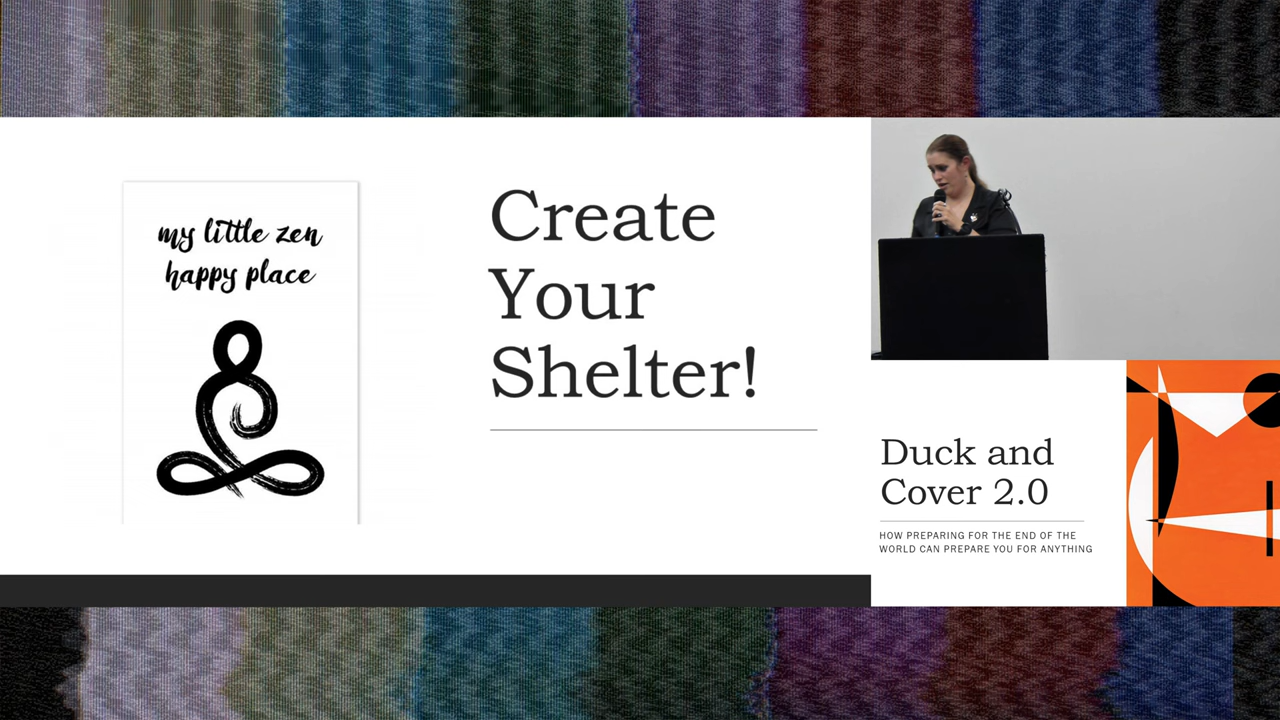 my little zen
happy place
Create
Your
Shelter!
Duck and
Cover 2.0
HOW PREPARING FOR THE END OF THE
WORLD CAN PREPARE YOU FOR ANYTHING